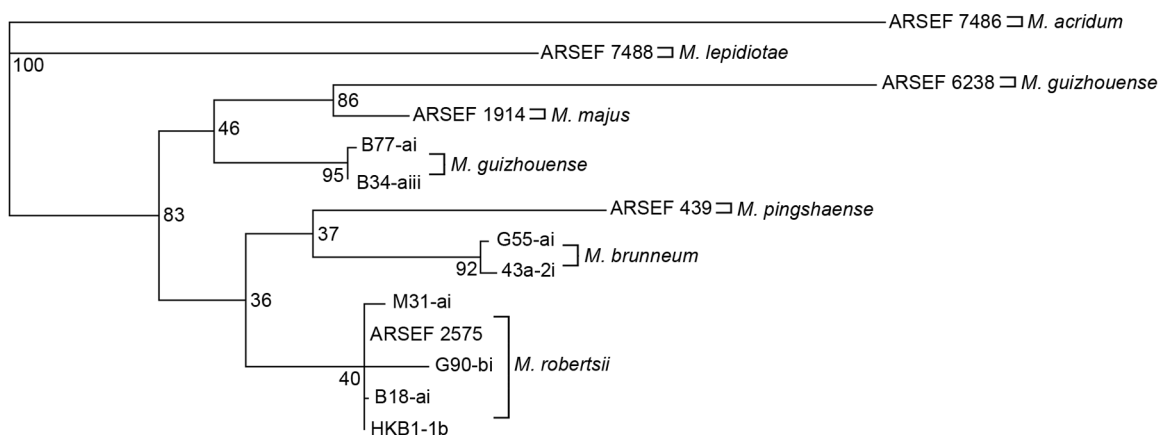 ARSEF 7486 M. acridum
ARSEF 7488 M. lepidiotae
100
ARSEF 6238 M. guizhouense
86
ARSEF 1914 M. majus
46
B77-ai
M. guizhouense
95
B34-aiii
83
ARSEF 439 M. pingshaense
37
G55-ai
M. brunneum
92
43a-2i
36
M31-ai
ARSEF 2575
G90-bi
M. robertsii
40
B18-ai
HKB1-1b